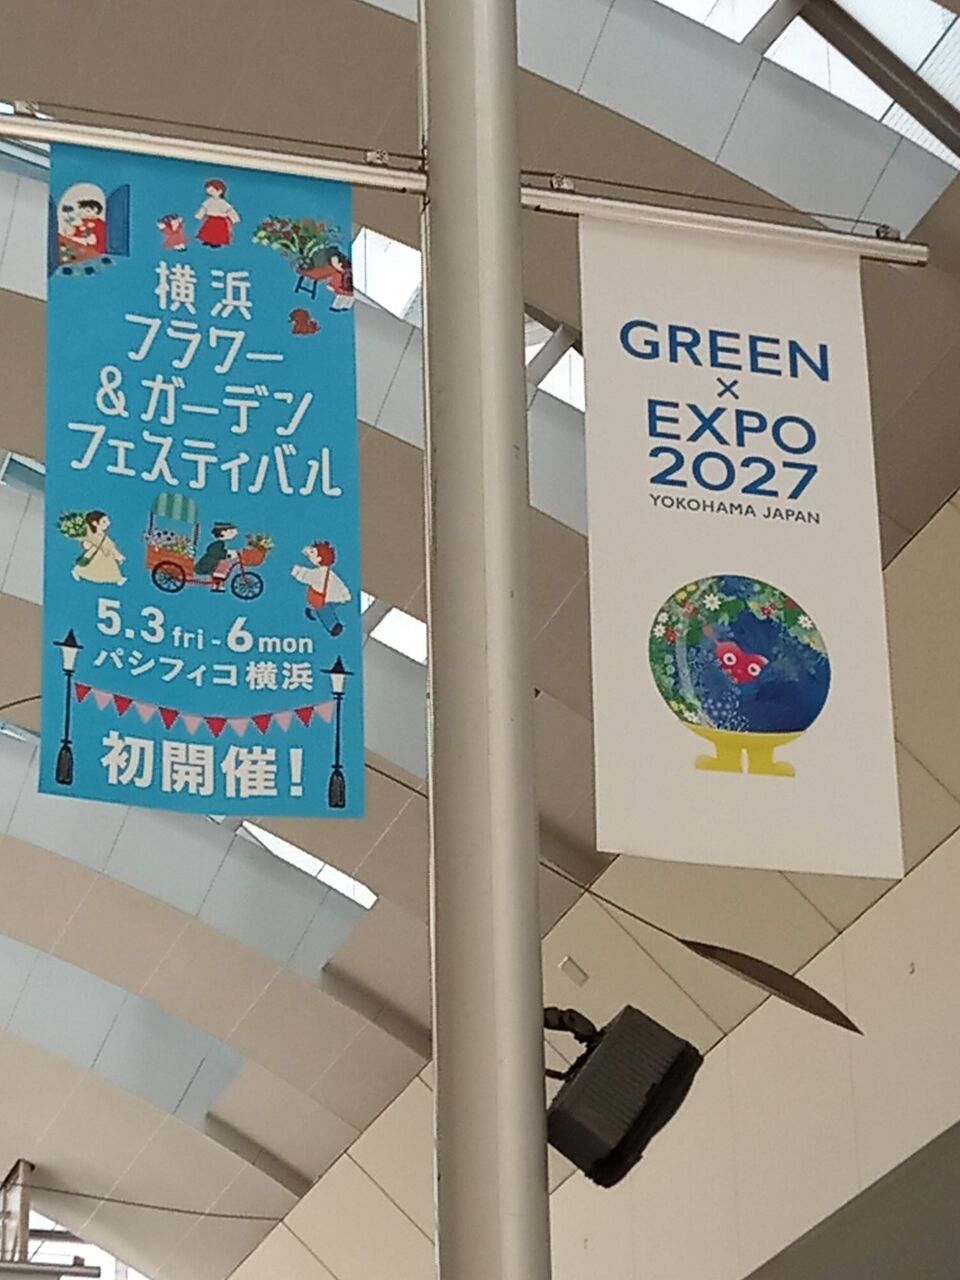 横浜
フラワー
&ガーデン
フェスティバル
5.3 fri - 6 mon
パシフィコ横浜
初開催!
GREEN
×
EXPO
2027
YOKOHAMA JAPAN